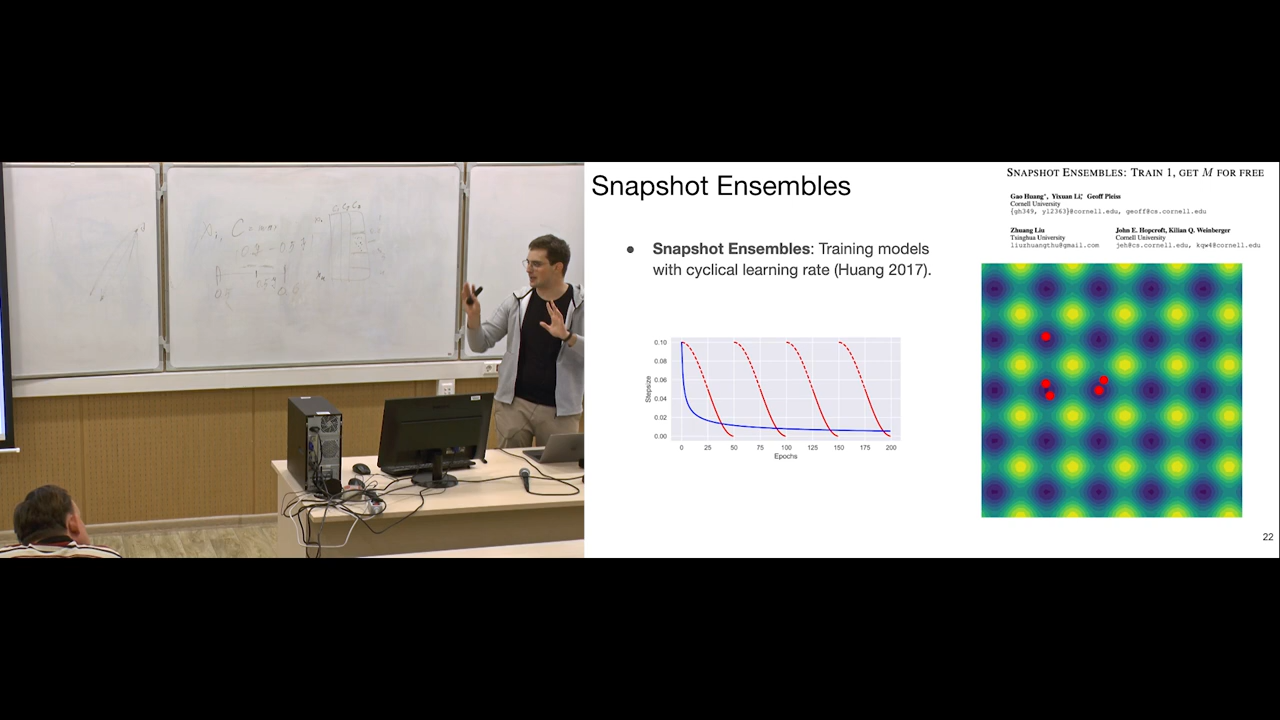 Snapshot Ensembles
SNAPSHOT ENSEMBLES: TRAIN 1, GET M FOR FREE
Gao Huang*, Yixuan Li*, Geoff Pleiss
Cornell University
{gh349, yl2363}@cornell.edu, geoff@cs.cornell.edu
Zhuang Liu
Tsinghua University
liuzhuangthu@gmail.com
John E. Hopcroft, Kilian Q. Weinberger
Cornell University
jeh@cs.cornell.edu, kqw4@cornell.edu
● Snapshot Ensembles: Training models
with cyclical learning rate (Huang 2017).
Stepsize
0.10
0.08
0.06
0.04
0.02
0.00
0 25 50 75 100 125 150 175 200
Epochs
22